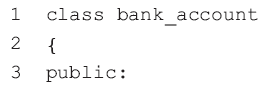 1 class bank_account
2 {
3 public: